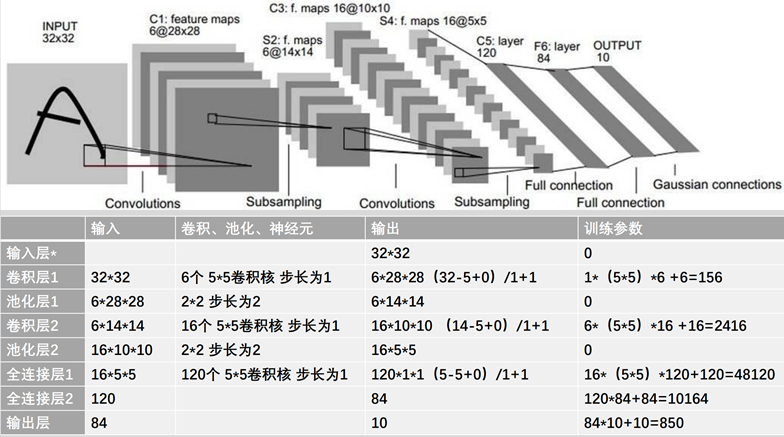 INPUT
32x32
C1: feature maps
6@28x28
S2: f. maps
6@14x14
C3: f. maps 16@10x10
S4: f. maps 16@5x5
C5: layer
120
F6: layer
84
OUTPUT
10
Convolutions
Subsampling
Convolutions
Subsampling
Full connection
Full connection
Gaussian connections
输入 卷积、池化、神经元 输出 训练参数
输入层* 32*32 0
卷积层1 32*32 6个 5*5卷积核 步长为1 6*28*28（32-5+0）/1+1 1*（5*5）*6 +6=156
池化层1 6*28*28 2*2 步长为2 6*14*14 0
卷积层2 6*14*14 16个 5*5卷积核 步长为1 16*10*10 （14-5+0）/1+1 6*（5*5）*16 +16=2416
池化层2 16*10*10 2*2 步长为2 16*5*5 0
全连接层1 16*5*5 120个 5*5卷积核 步长为1 120*1*1（5-5+0）/1+1 16*（5*5）*120+120=48120
全连接层2 120 84 120*84+84=10164
输出层 84 10 84*10+10=850